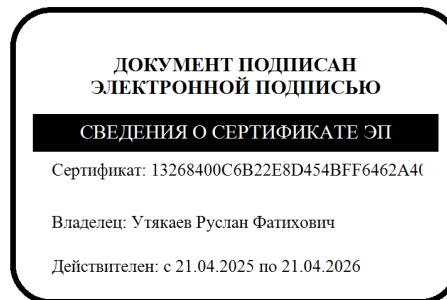 ДОКУМЕНТ ПОДПИСАН
ЭЛЕКТРОННОЙ ПОДПИСЬЮ
СВЕДЕНИЯ О СЕРТИФИКАТЕ ЭП
Сертификат: 13268400C6B22E8D454BFF6462A40
Владелец: Утякаев Руслан Фатихович
Действителен: с 21.04.2025 по 21.04.2026